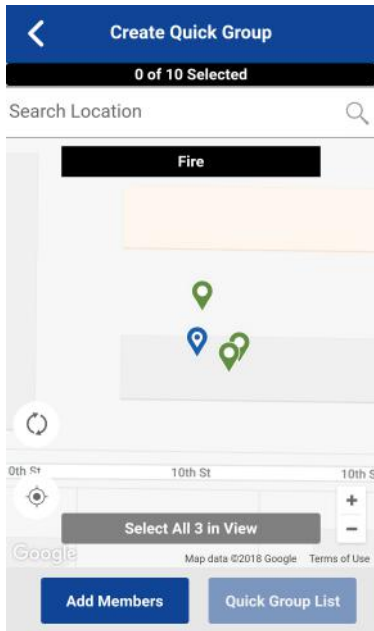 Create Quick Group
0 of 10 Selected
Search Location
Fire
0th St 10th St 10th S
+
Select All 3 in View
−
Google Map data ©2018 Google Terms of Use
Add Members Quick Group List